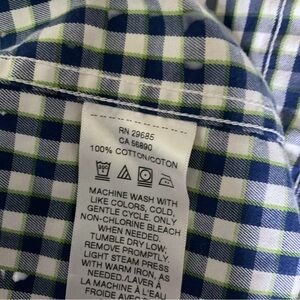 RN 29685
CA 56890
100% COTTON/COTON
MACHINE WASH WITH
LIKE COLORS, COLD,
GENTLE CYCLE. ONLY
NON-CHLORINE BLEACH
WHEN NEEDED.
TUMBLE DRY LOW;
REMOVE PROMPTLY.
LIGHT STEAM PRESS
WITH WARM IRON, AS
NEEDED./LAVER À
LA MACHINE À L'EAU
FROIDE AVEC